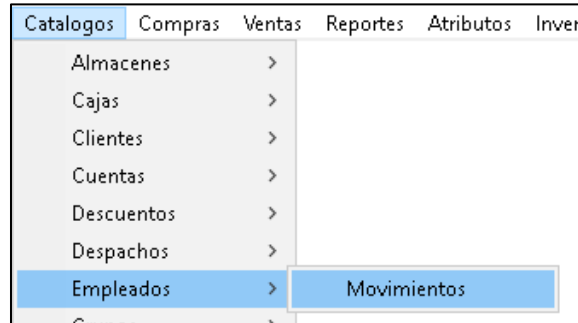 Catalogos Compras Ventas Reportes Atributos
Almacenes
Cajas
Clientes
Cuentas
Descuentos
Despachos
Empleados Movimientos